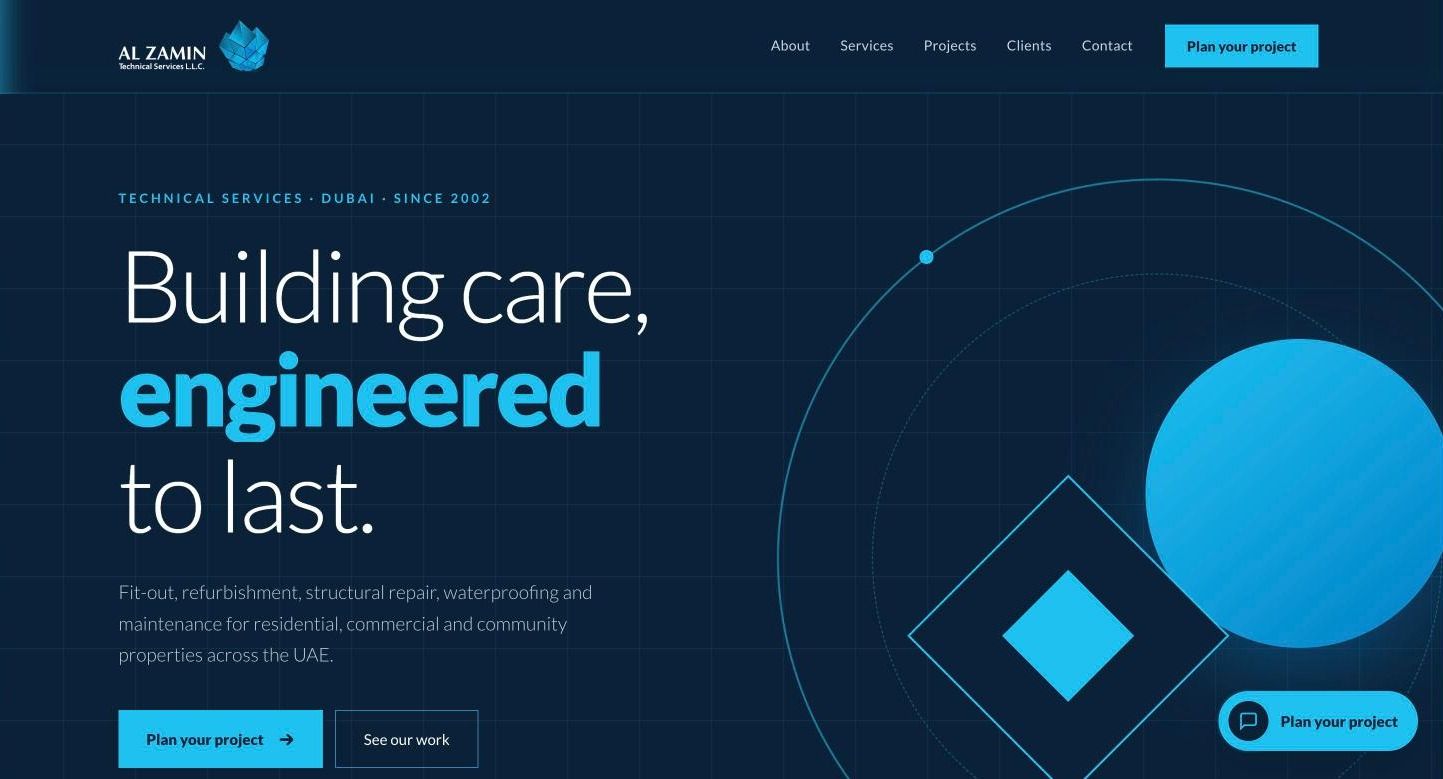 AL ZAMIN
Technical Services L.L.C.
About
Services
Projects
Clients
Contact
Plan your project
TECHNICAL SERVICES · DUBAI · SINCE 2002
Building care,
engineered
to last.
Fit-out, refurbishment, structural repair, waterproofing and
maintenance for residential, commercial and community
properties across the UAE.
Plan your project →
See our work
Plan your project